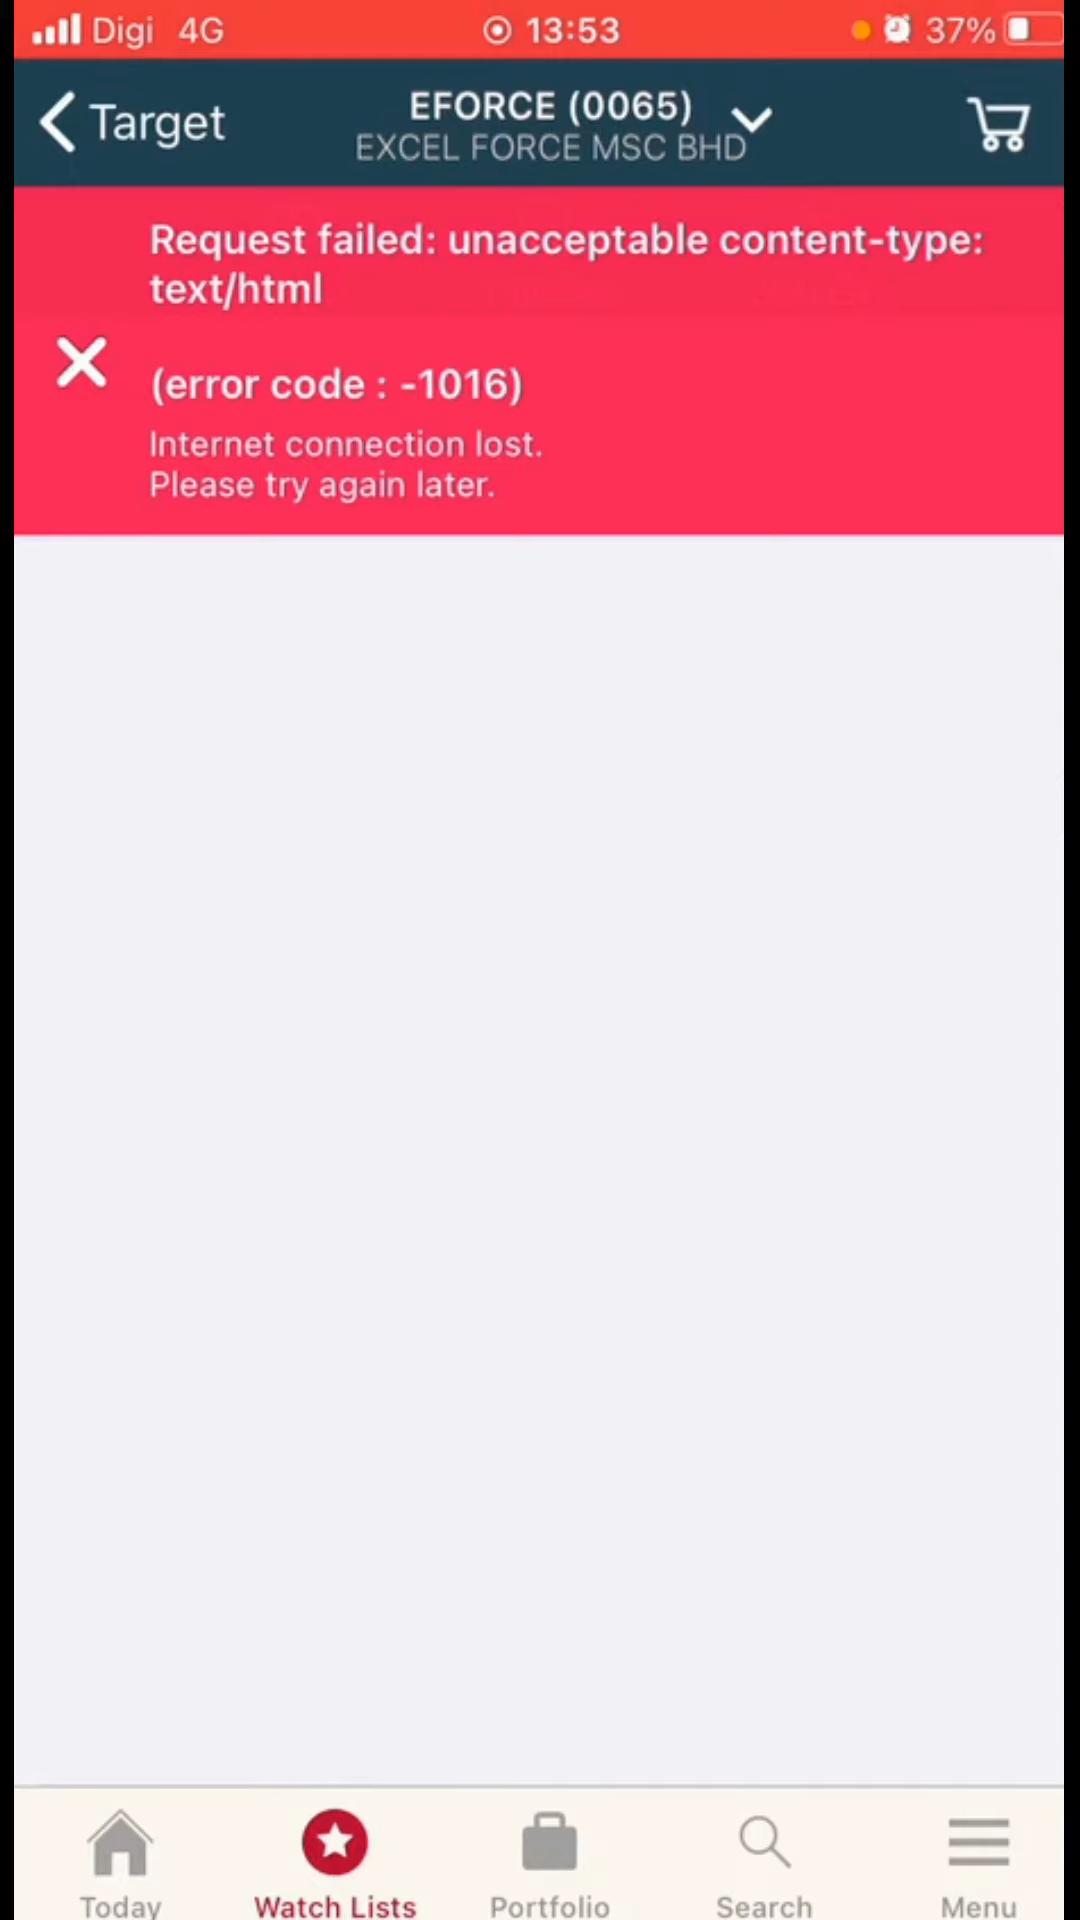 Digi 4G 13:53 37%
Target
EFORCE (0065)
EXCEL FORCE MSC BHD
Request failed: unacceptable content-type:
text/html
(error code : -1016)
Internet connection lost.
Please try again later.
Today Watch Lists Portfolio Search Menu